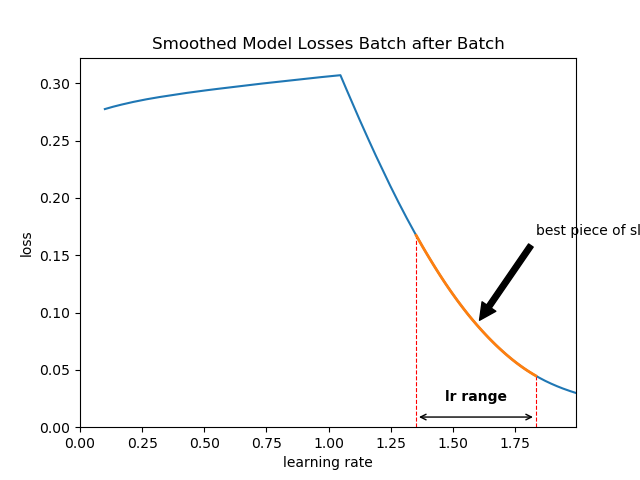 Smoothed Model Losses Batch after Batch
0.30
0.25
0.20
best piece of sl
0.15
0.10
0.05
lr range
0.00
0.00 0.25 0.50 0.75 1.00 1.25 1.50 1.75
learning rate
loss